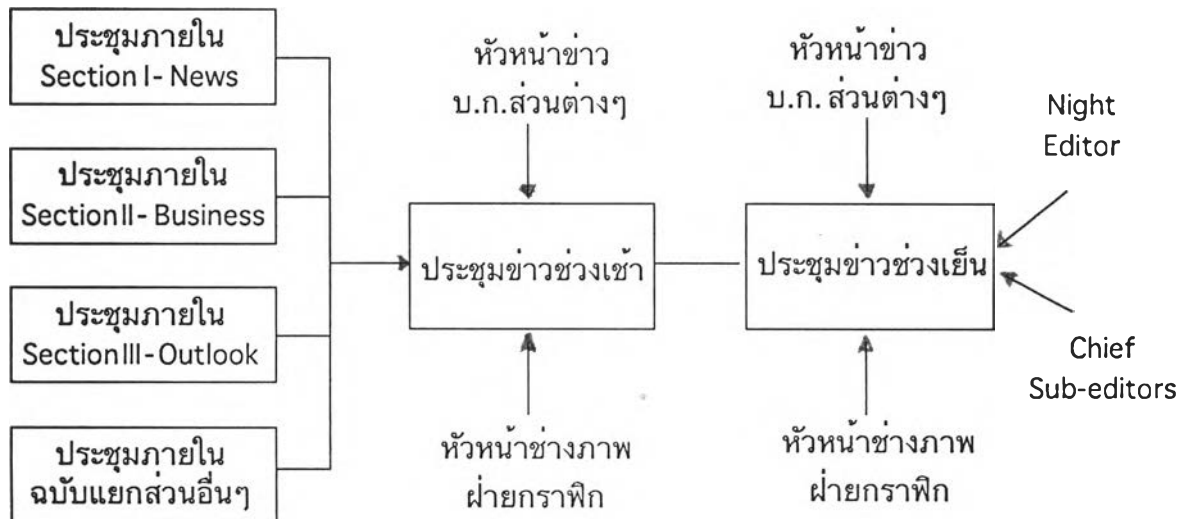 ประชุมภายใน
Section I - News
ประชุมภายใน
Section II - Business
ประชุมภายใน
Section III - Outlook
ประชุมภายใน
ฉบับแยกส่วนอื่นๆ
หัวหน้าข่าว
บ.ก.ส่วนต่างๆ
ประชุมข่าวช่วงเช้า
หัวหน้าช่างภาพ
ฝ่ายกราฟิก
หัวหน้าข่าว
บ.ก. ส่วนต่างๆ
ประชุมข่าวช่วงเย็น
หัวหน้าช่างภาพ
ฝ่ายกราฟิก
Night
Editor
Chief
Sub-editors